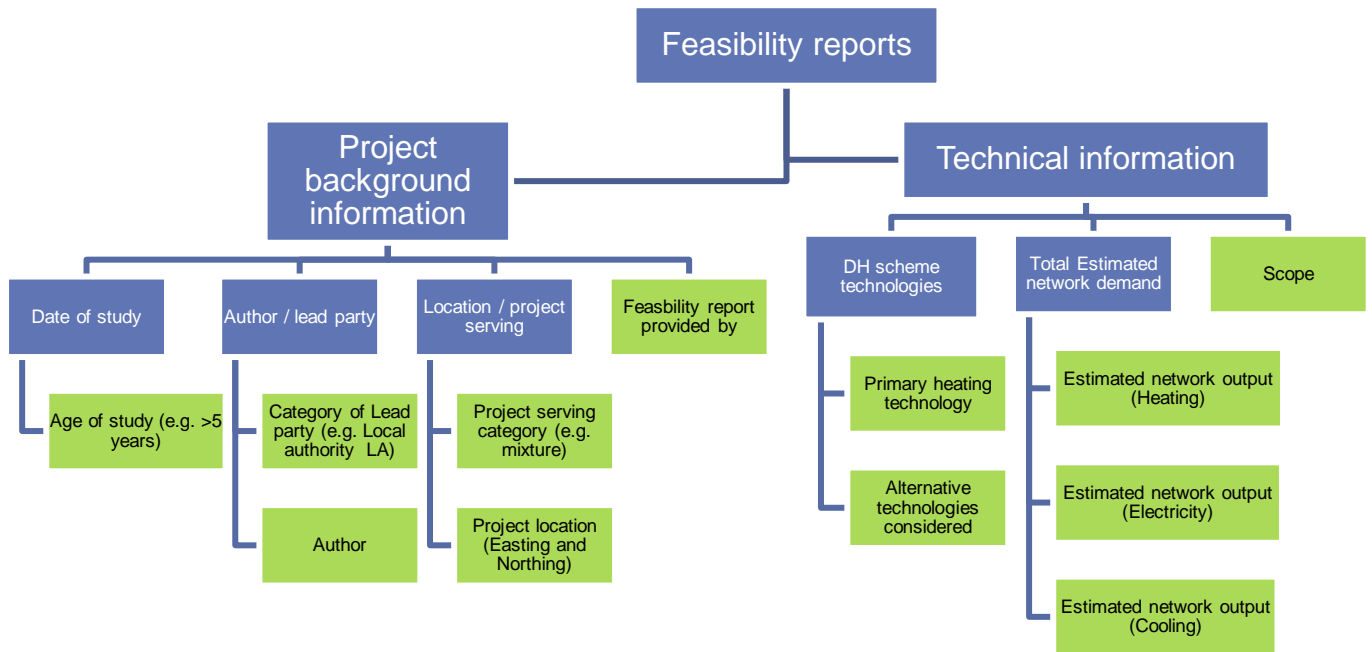 Feasibility reports
Project
background
information
Technical information
Date of study
Author / lead party
Location / project
serving
Feasbility report
provided by
DH scheme
technologies
Total Estimated
network demand
Scope
Age of study (e.g. >5
years)
Category of Lead
party (e.g. Local
authority LA)
Author
Project serving
category (e.g.
mixture)
Project location
(Easting and
Northing)
Primary heating
technology
Alternative
technologies
considered
Estimated network output
(Heating)
Estimated network output
(Electricity)
Estimated network output
(Cooling)